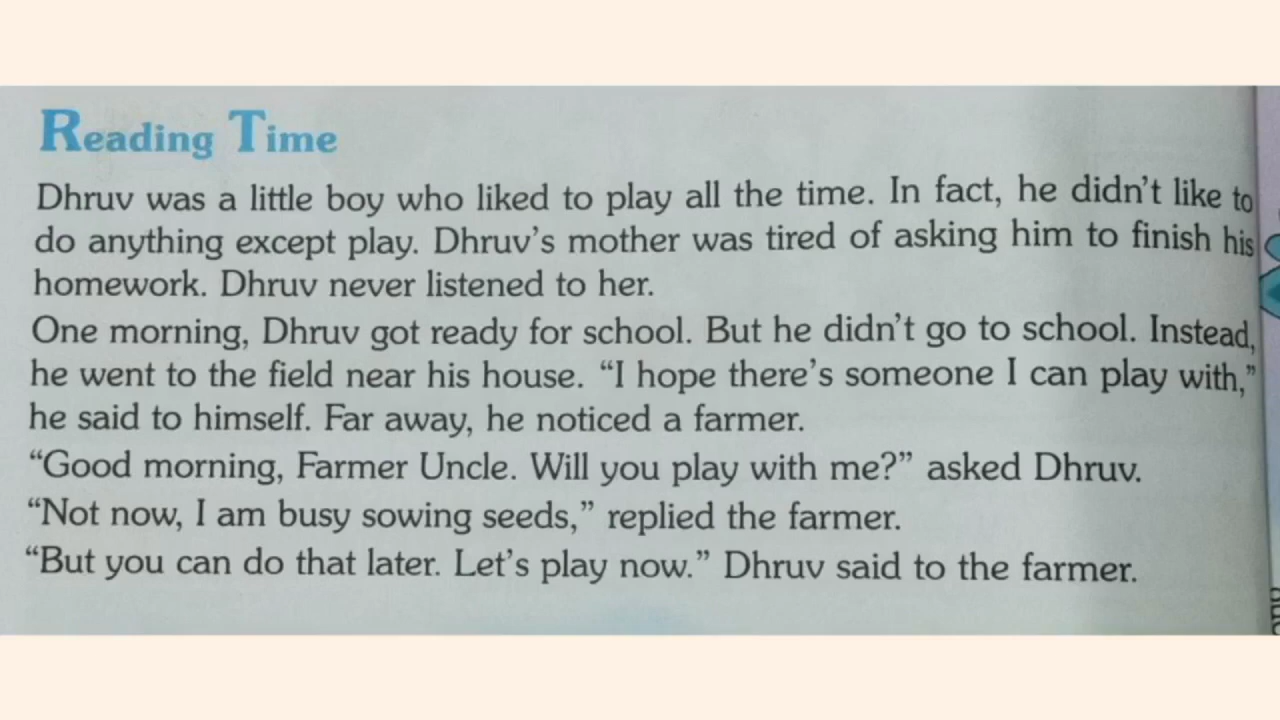 Reading Time
Dhruv was a little boy who liked to play all the time. In fact, he didn't like to
do anything except play. Dhruv's mother was tired of asking him to finish his
homework. Dhruv never listened to her.
One morning, Dhruv got ready for school. But he didn't go to school. Instead,
he went to the field near his house. “I hope there's someone I can play with,”
he said to himself. Far away, he noticed a farmer.
“Good morning, Farmer Uncle. Will you play with me?” asked Dhruv.
“Not now, I am busy sowing seeds,” replied the farmer.
“But you can do that later. Let's play now.” Dhruv said to the farmer.